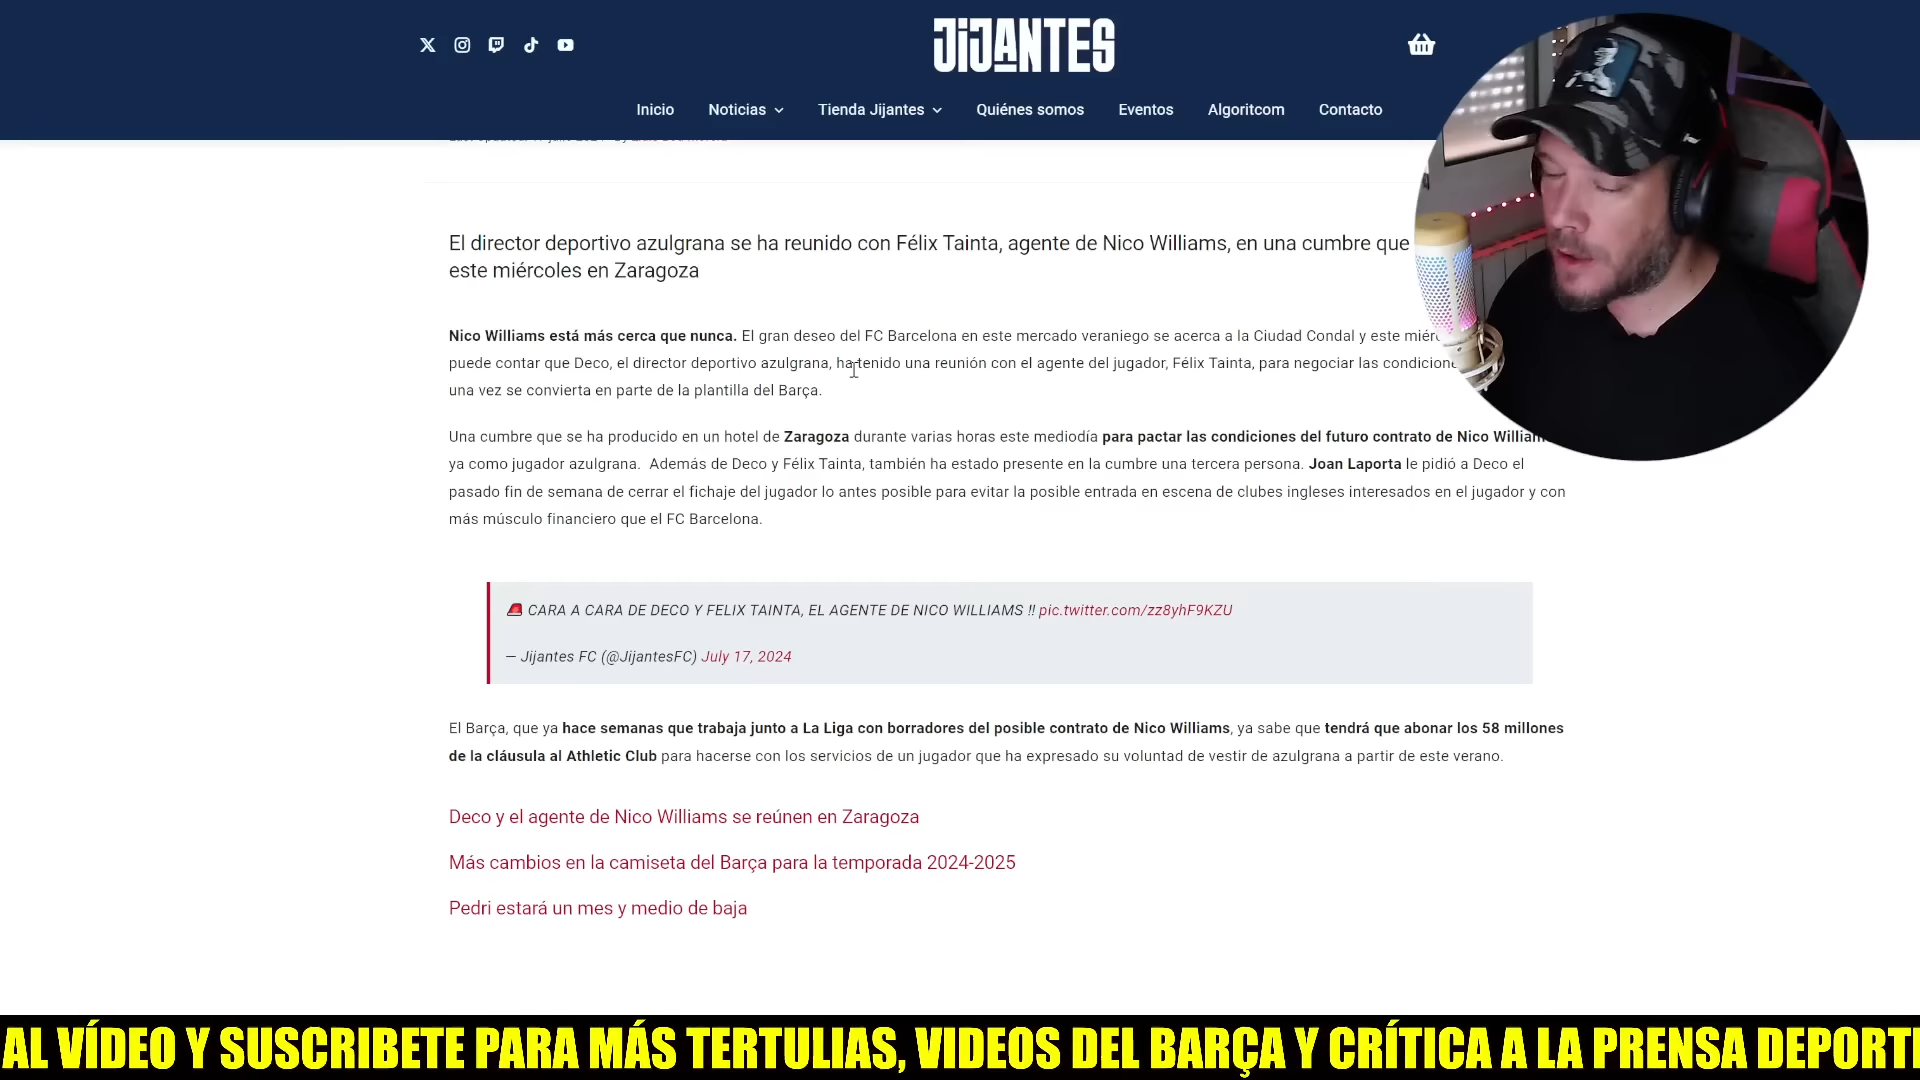 JIJANTES
Inicio
Noticias
Tienda Jijantes
Quiénes somos
Eventos
Algoritcom
Contacto
El director deportivo azulgrana se ha reunido con Félix Tainta, agente de Nico Williams, en una cumbre que
este miércoles en Zaragoza
Nico Williams está más cerca que nunca. El gran deseo del FC Barcelona en este mercado veraniego se acerca a la Ciudad Condal y este
puede contar que Deco, el director deportivo azulgrana, ha tenido una reunión con el agente del jugador, Félix Tainta, para negociar las
una vez se convierta en parte de la plantilla del Barça.
Una cumbre que se ha producido en un hotel de Zaragoza durante varias horas este mediodía para pactar las condiciones del futuro contrato de Nico
ya como jugador azulgrana. Además de Deco y Félix Tainta, también ha estado presente en la cumbre una tercera persona. Joan Laporta le pidió a Deco el
pasado fin de semana de cerrar el fichaje del jugador lo antes posible para evitar la posible entrada en escena de clubes ingleses interesados en el jugador y con
más músculo financiero que el FC Barcelona.
🚨 CARA A CARA DE DECO Y FELIX TAINTA, EL AGENTE DE NICO WILLIAMS ‼ pic.twitter.com/zz8yhF9KZU
— Jijantes FC (@JijantesFC) July 17, 2024
El Barça, que ya hace semanas que trabaja junto a La Liga con borradores del posible contrato de Nico Williams, ya sabe que tendrá que abonar los 58 millones
de la cláusula al Athletic Club para hacerse con los servicios de un jugador que ha expresado su voluntad de vestir de azulgrana a partir de este verano.
Deco y el agente de Nico Williams se reúnen en Zaragoza
Más cambios en la camiseta del Barça para la temporada 2024-2025
Pedri estará un mes y medio de baja
AL VÍDEO Y SUSCRIBETE PARA MÁS TERTULIAS, VIDEOS DEL BARÇA Y CRÍTICA A LA PRENSA DEPORTI